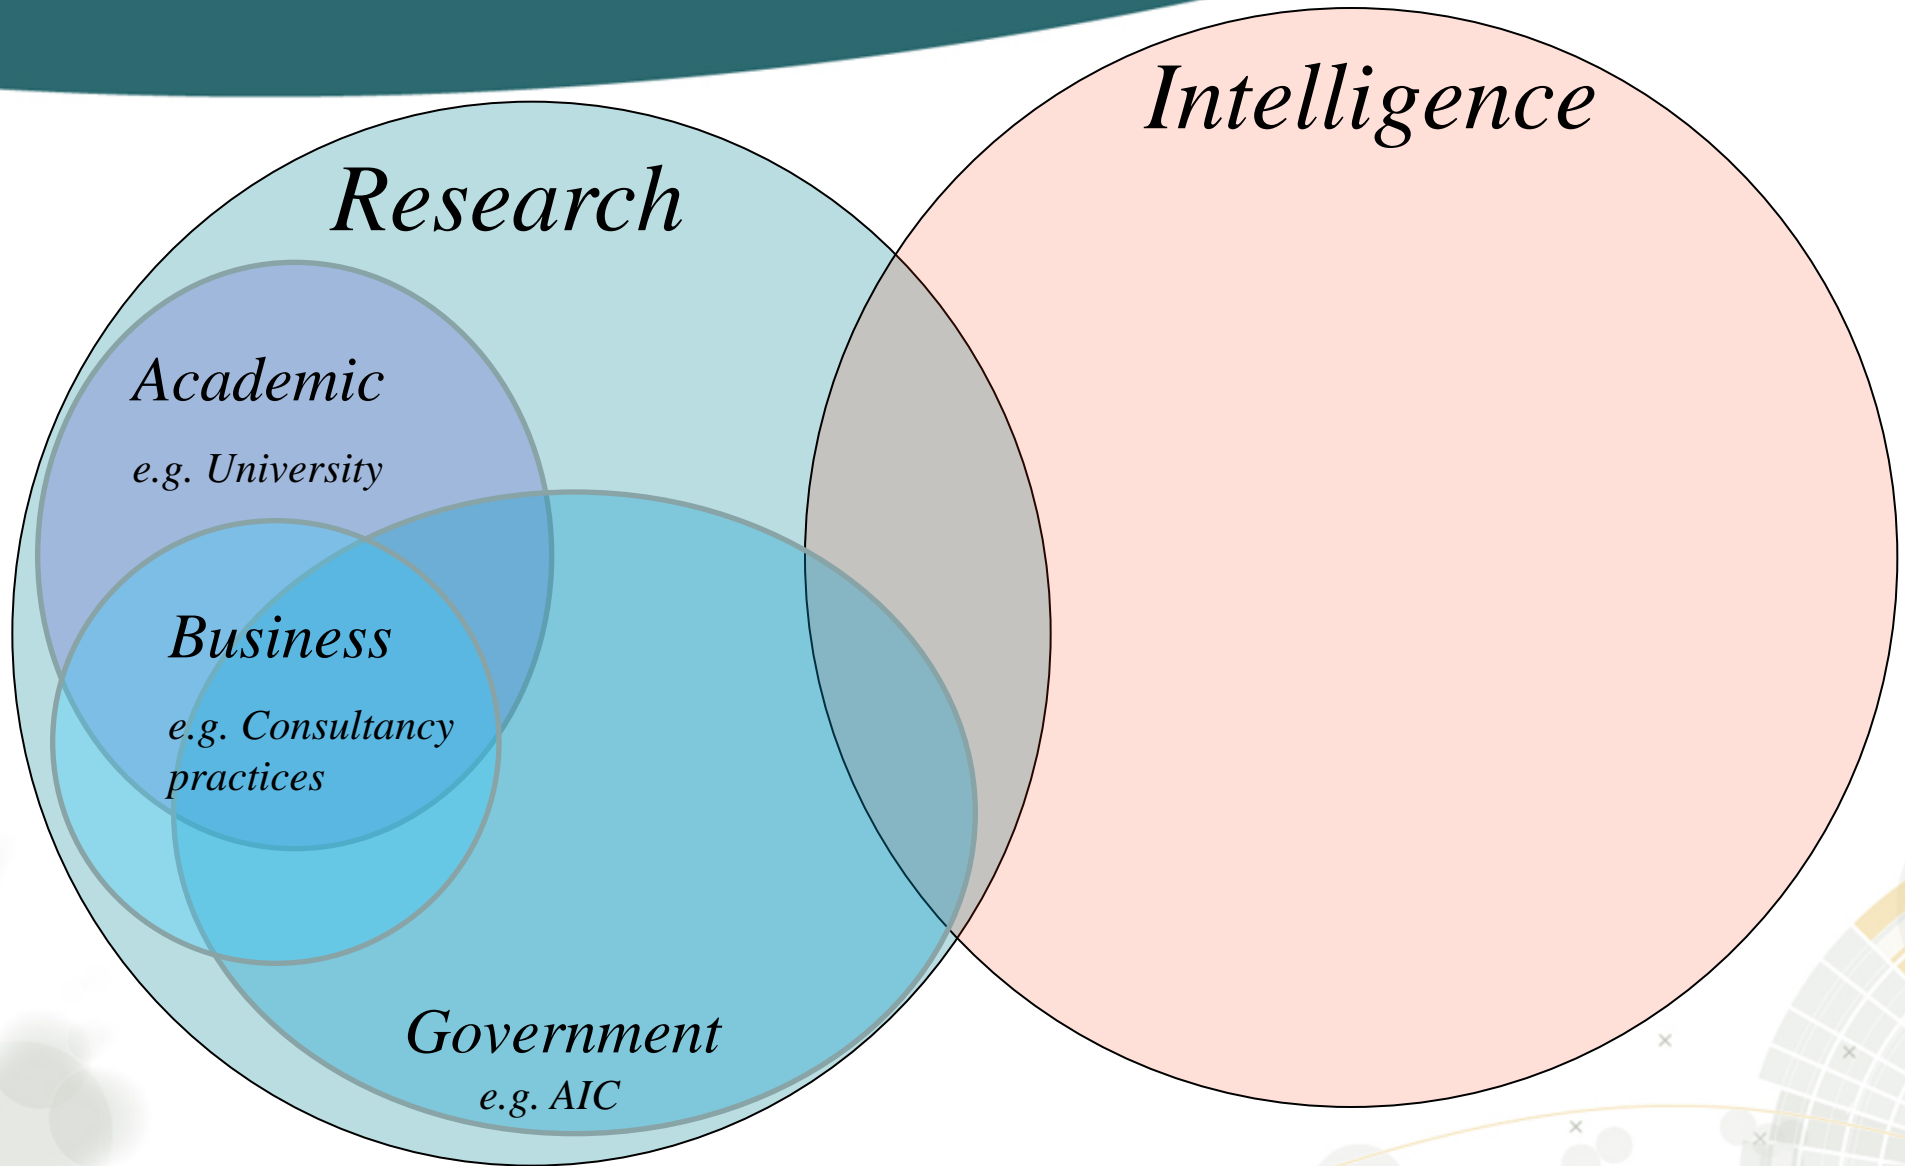 Intelligence
Research
Academic
e.g. University
Business
e.g. Consultancy
practices
Government
e.g. AIC